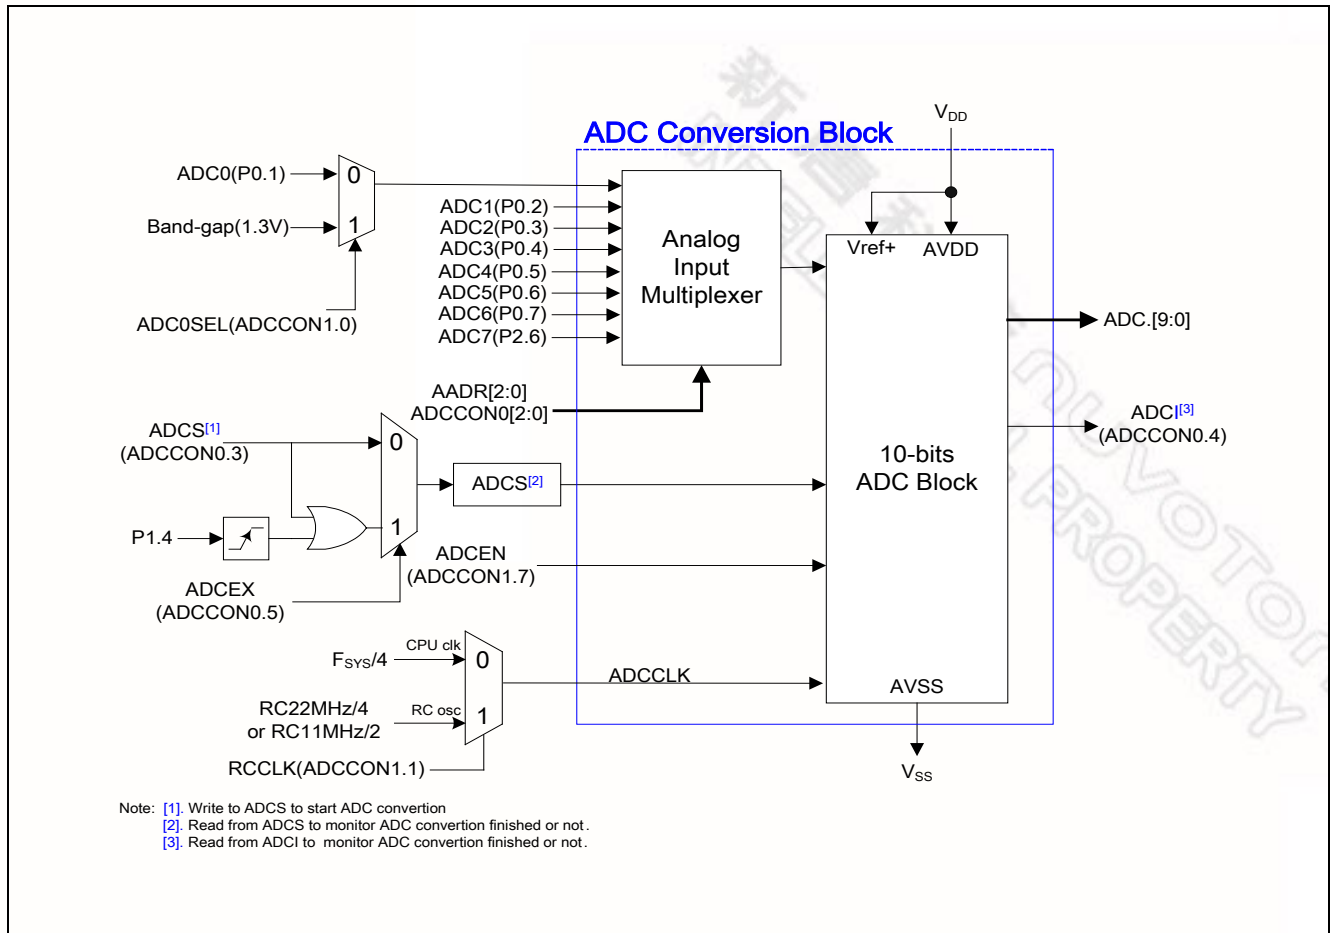 ADC Conversion Block
V_DD
ADC0(P0.1)
0
Band-gap(1.3V)
1
ADC0SEL(ADCCON1.0)
ADC1(P0.2)
ADC2(P0.3)
ADC3(P0.4)
ADC4(P0.5)
ADC5(P0.6)
ADC6(P0.7)
ADC7(P2.6)
Analog
Input
Multiplexer
Vref+
AVDD
ADC.[9:0]
AADR[2:0]
ADCCON0[2:0]
ADCI[3]
(ADCCON0.4)
10-bits
ADC Block
ADCS[1]
(ADCCON0.3)
0
ADCS[2]
P1.4
1
ADCEN
(ADCCON1.7)
ADCEX
(ADCCON0.5)
F_SYS/4
CPU clk
0
ADCCLK
RC22MHz/4
or RC11MHz/2
RC osc
1
RCCLK(ADCCON1.1)
AVSS
V_SS
Note: [1]. Write to ADCS to start ADC convertion
[2]. Read from ADCS to monitor ADC convertion finished or not.
[3]. Read from ADCI to monitor ADC convertion finished or not.
nuvoTon
PROPERTY